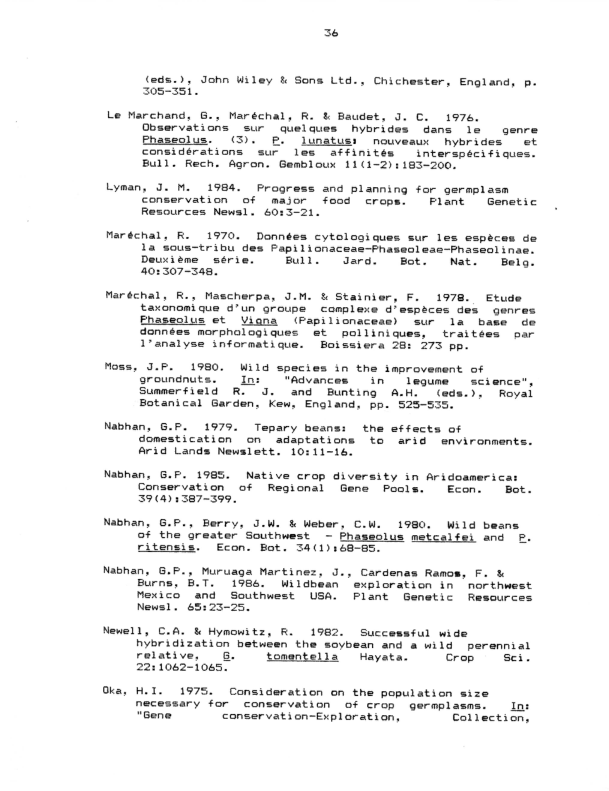 36
(eds.), John Wiley & Sons Ltd., Chichester, England, p.
305-351.
Le Marchand, G., Maréchal, R. & Baudet, J. C. 1976.
Observations sur quelques hybrides dans le genre
Phaseolus. (3). P. lunatus: nouveaux hybrides et
considérations sur les affinités interspécifiques.
Bull. Rech. Agron. Gembloux 11(1-2):183-200.
Lyman, J. M. 1984. Progress and planning for germplasm
conservation of major food crops. Plant Genetic
Resources Newsl. 60:3-21.
Maréchal, R. 1970. Données cytologiques sur les espèces de
la sous-tribu des Papilionaceae-Phaseoleae-Phaseolinae.
Deuxième série. Bull. Jard. Bot. Nat. Belg.
40:307-348.
Maréchal, R., Mascherpa, J.M. & Stainier, F. 1978. Etude
taxonomique d'un groupe complexe d'espèces des genres
Phaseolus et Vigna (Papilionaceae) sur la base de
données morphologiques et polliniques, traitées par
l'analyse informatique. Boissiera 28: 273 pp.
Moss, J.P. 1980. Wild species in the improvement of
groundnuts. In: "Advances in legume science",
Summerfield R. J. and Bunting A.H. (eds.), Royal
Botanical Garden, Kew, England, pp. 525-535.
Nabhan, G.P. 1979. Tepary beans: the effects of
domestication on adaptations to arid environments.
Arid Lands Newslett. 10:11-16.
Nabhan, G.P. 1985. Native crop diversity in Aridoamerica:
Conservation of Regional Gene Pools. Econ. Bot.
39(4):387-399.
Nabhan, G.P., Berry, J.W. & Weber, C.W. 1980. Wild beans
of the greater Southwest - Phaseolus metcalfei and P.
ritensis. Econ. Bot. 34(1):68-85.
Nabhan, G.P., Muruaga Martinez, J., Cardenas Ramos, F. &
Burns, B.T. 1986. Wildbean exploration in northwest
Mexico and Southwest USA. Plant Genetic Resources
Newsl. 65:23-25.
Newell, C.A. & Hymowitz, R. 1982. Successful wide
hybridization between the soybean and a wild perennial
relative, G. tomentella Hayata. Crop Sci.
22:1062-1065.
Oka, H.I. 1975. Consideration on the population size
necessary for conservation of crop germplasms. In:
"Gene conservation-Exploration, Collection,